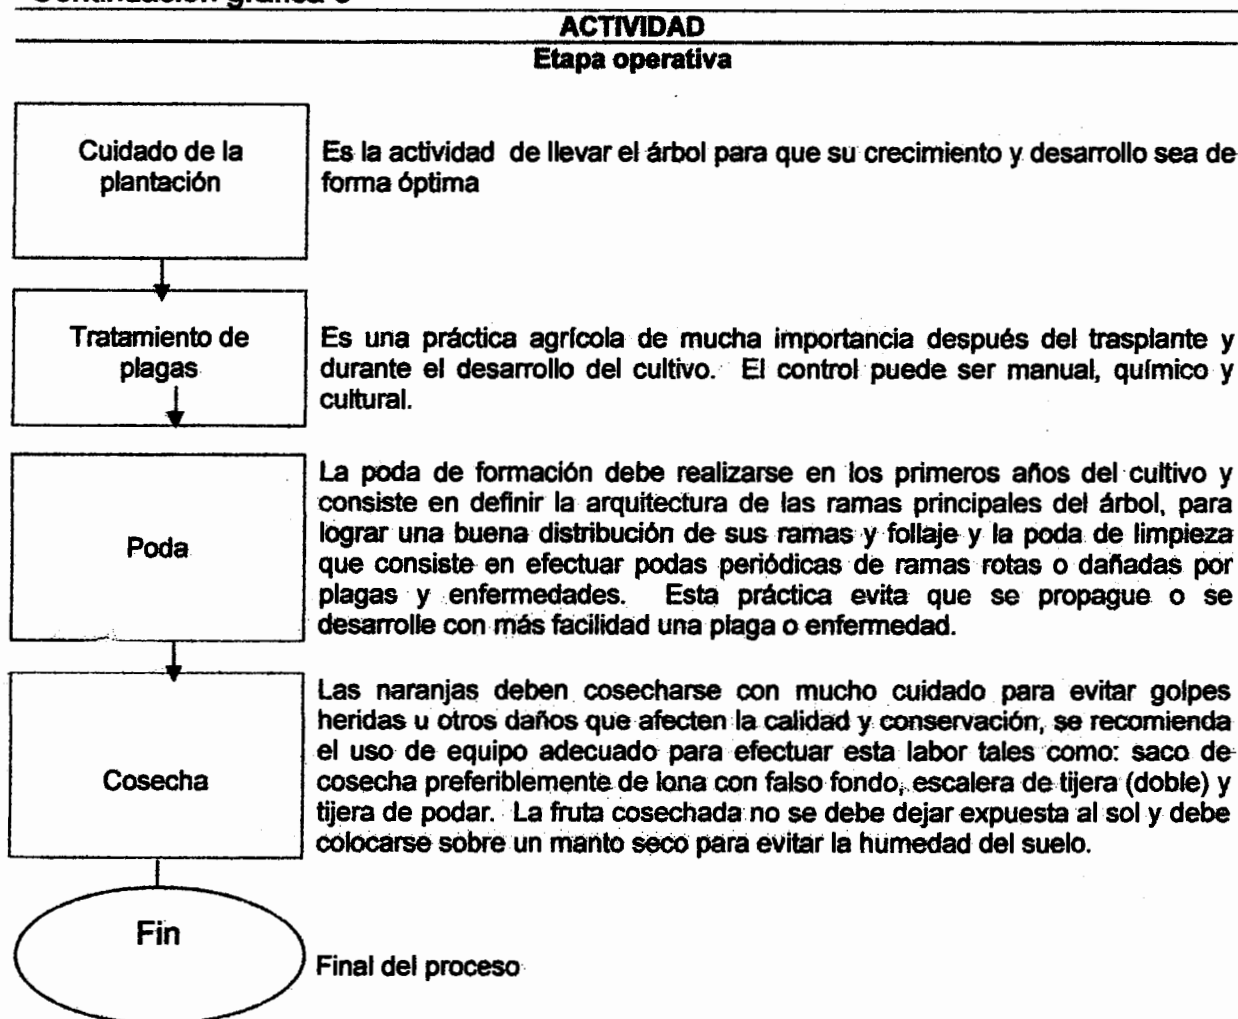 ACTIVIDAD
Etapa operativa
Cuidado de la
plantación
Es la actividad de llevar el árbol para que su crecimiento y desarrollo sea de
forma óptima
Tratamiento de
plagas
Es una práctica agrícola de mucha importancia después del trasplante y
durante el desarrollo del cultivo. El control puede ser manual, químico y
cultural.
Poda
La poda de formación debe realizarse en los primeros años del cultivo y
consiste en definir la arquitectura de las ramas principales del árbol, para
lograr una buena distribución de sus ramas y follaje y la poda de limpieza
que consiste en efectuar podas periódicas de ramas rotas o dañadas por
plagas y enfermedades. Esta práctica evita que se propague o se
desarrolle con más facilidad una plaga o enfermedad.
Cosecha
Las naranjas deben cosecharse con mucho cuidado para evitar golpes
heridas u otros daños que afecten la calidad y conservación, se recomienda
el uso de equipo adecuado para efectuar esta labor tales como: saco de
cosecha preferiblemente de lona con falso fondo, escalera de tijera (doble) y
tijera de podar. La fruta cosechada no se debe dejar expuesta al sol y debe
colocarse sobre un manto seco para evitar la humedad del suelo.
Fin
Final del proceso